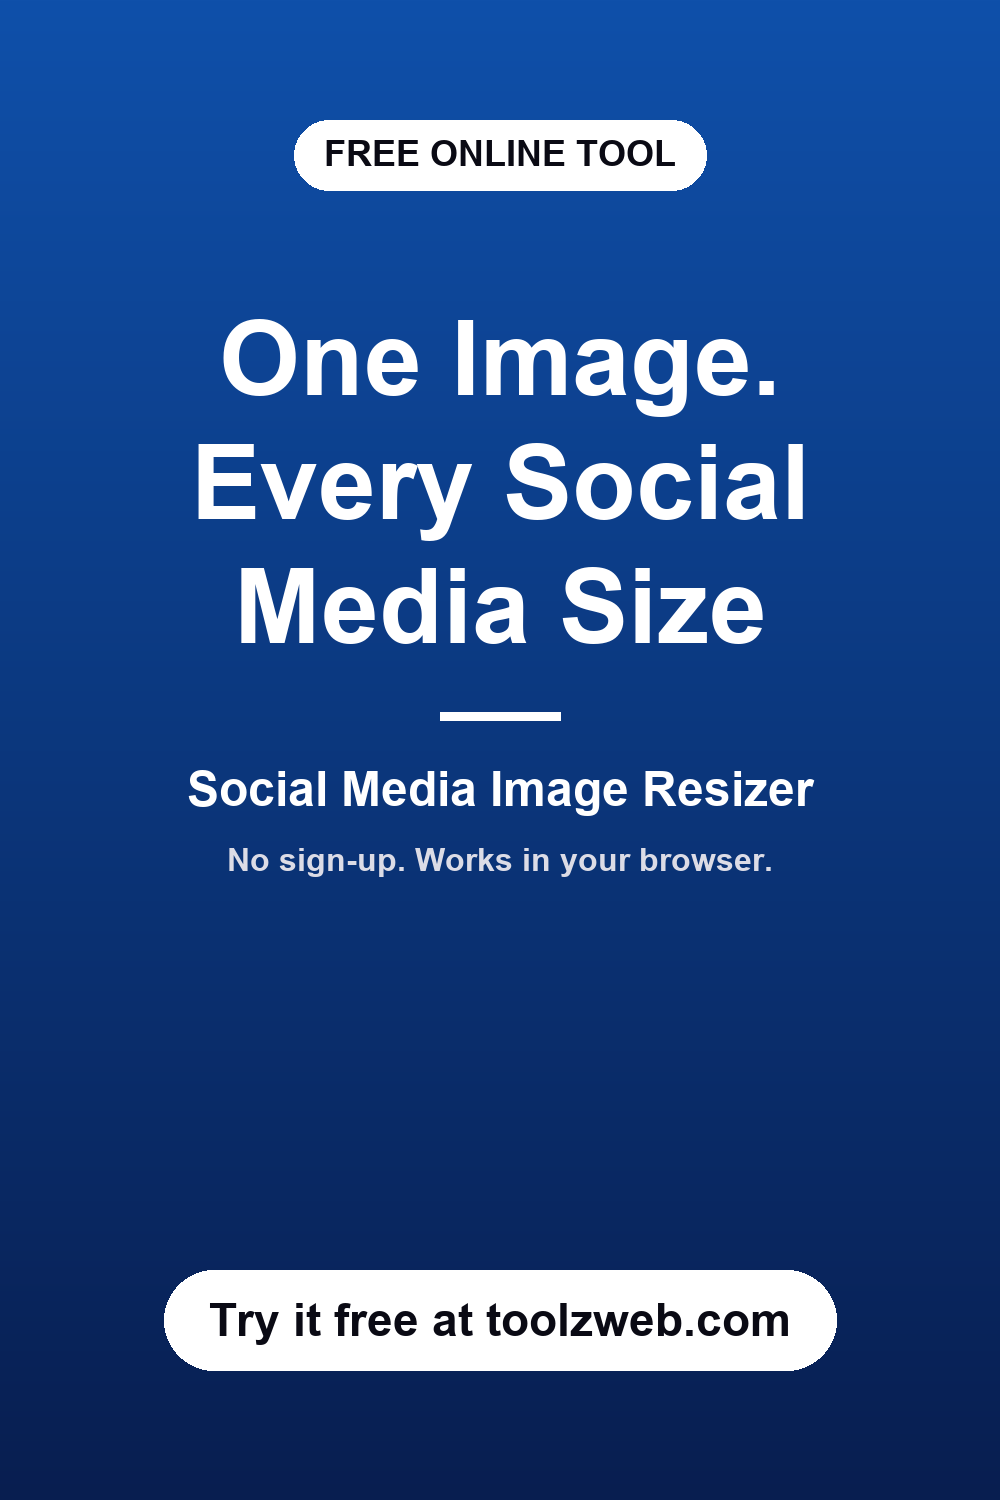 FREE ONLINE TOOL
One Image.
Every Social
Media Size
Social Media Image Resizer
No sign-up. Works in your browser.
Try it free at toolzweb.com